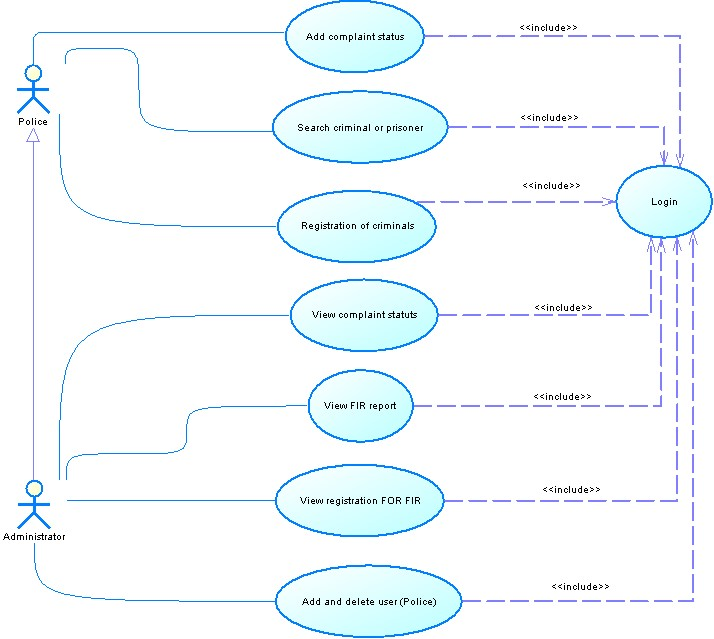 Add complaint status
<<include>>
Police
Search criminal or prisoner
<<include>>
Registration of criminals
<<include>>
Login
View complaint statuts
<<include>>
View FIR report
<<include>>
Administrator
View registration FOR FIR
<<include>>
Add and delete user (Police)
<<include>>